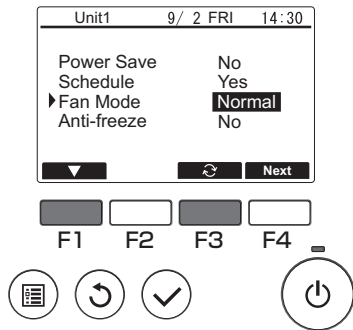 Unit1 9/ 2 FRI 14:30
Power Save No
Schedule Yes
Fan Mode Normal
Anti-freeze No
Next
F1 F2 F3 F4